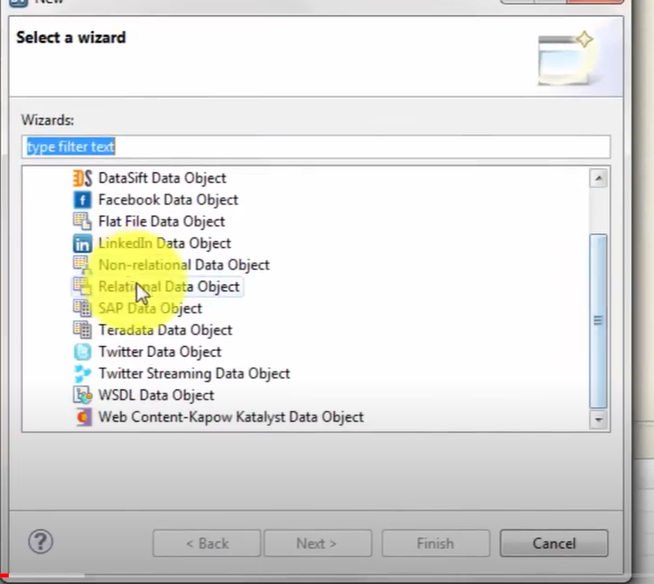 New
Select a wizard
Wizards:
type filter text
DataSift Data Object
Facebook Data Object
Flat File Data Object
LinkedIn Data Object
Non-relational Data Object
Relational Data Object
SAP Data Object
Teradata Data Object
Twitter Data Object
Twitter Streaming Data Object
WSDL Data Object
Web Content-Kapow Katalyst Data Object
< Back
Next >
Finish
Cancel